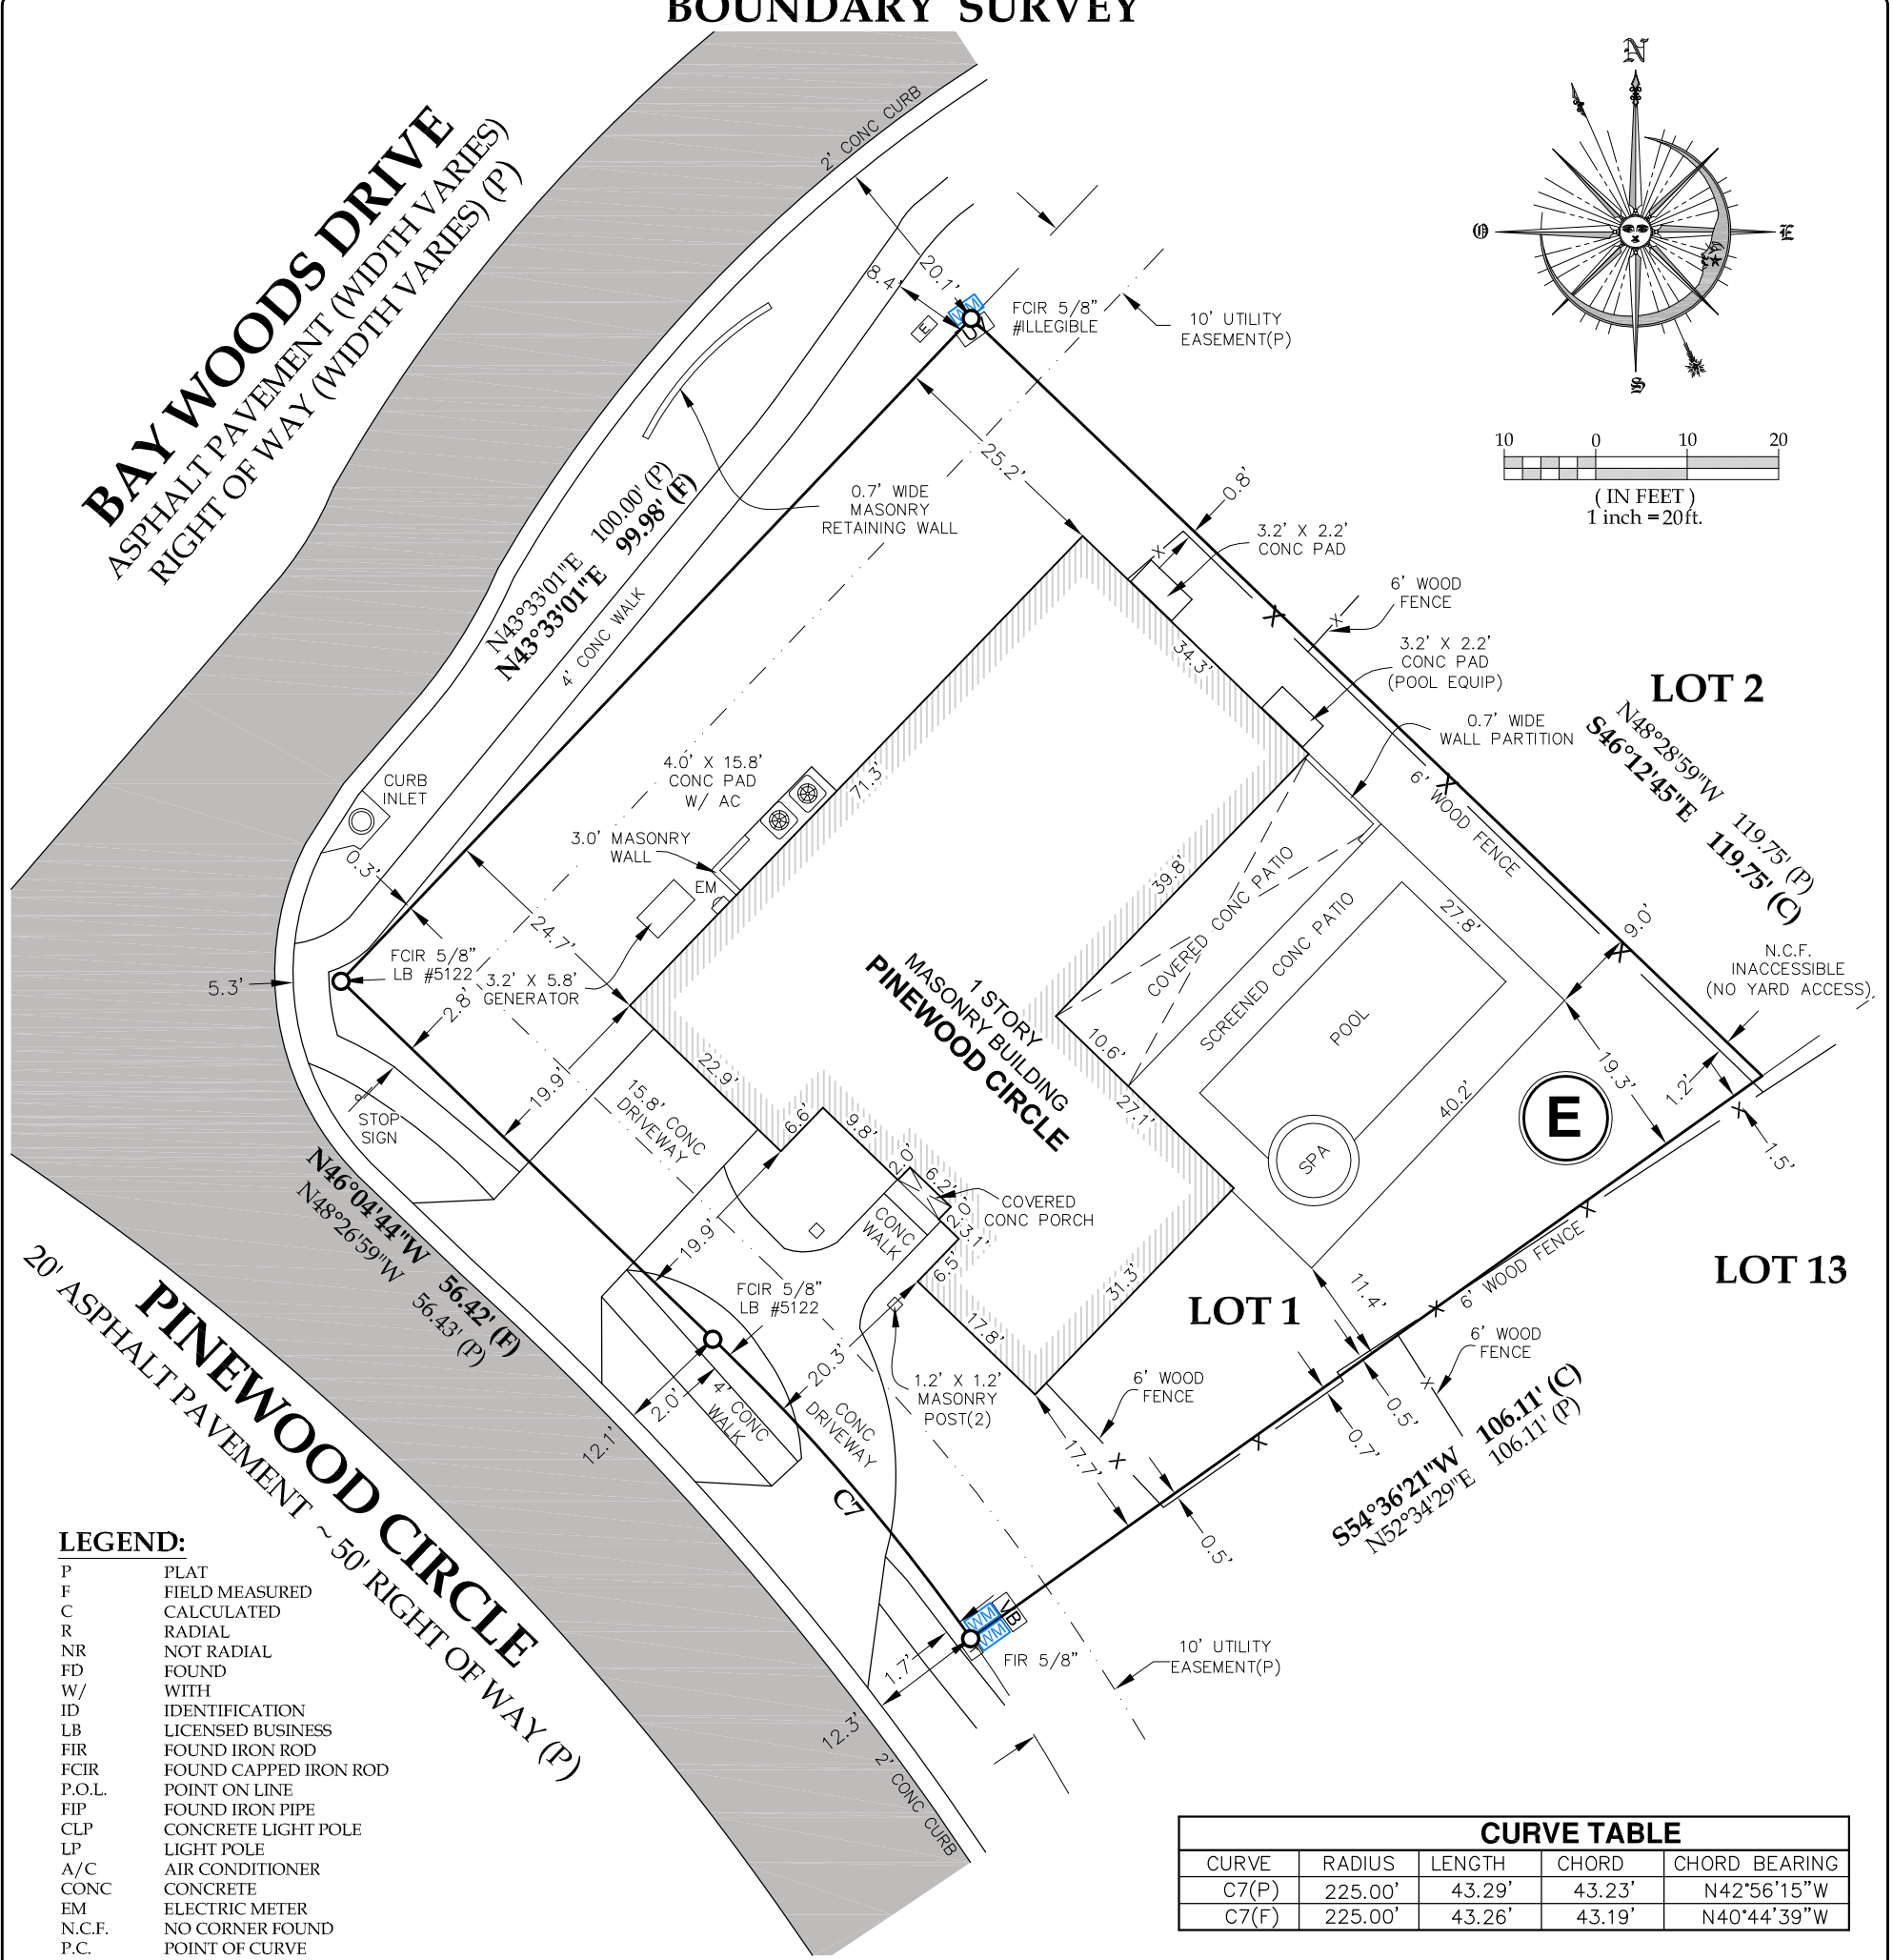 BOUNDARY SURVEY
BAY WOODS DRIVE
ASPHALT PAVEMENT (WIDTH VARIES)
RIGHT OF WAY (WIDTH VARIES) (P)
2' CONC CURB
N
O
E
S
10 0 10 20
( IN FEET )
1 inch = 20ft.
8.4'
20.1'
WM
E
FCIR 5/8"
#ILLEGIBLE
10' UTILITY
EASEMENT(P)
N43°33'01"E 100.00' (P)
N43°33'01"E 99.98' (F)
4' CONC WALK
0.7' WIDE
MASONRY
RETAINING WALL
25.2'
0.8'
3.2' X 2.2'
CONC PAD
X
X
6' WOOD
FENCE
X
3.2' X 2.2'
CONC PAD
(POOL EQUIP)
34.3'
0.7' WIDE
WALL PARTITION
LOT 2
N48°28'59"W 119.75' (P)
S46°12'45"E 119.75' (C)
X
6' WOOD FENCE
CURB
INLET
4.0' X 15.8'
CONC PAD
W/ AC
71.3'
3.0' MASONRY
WALL
EM
0.3'
24.7'
FCIR 5/8"
LB #5122
5.3'
2.8'
3.2' X 5.8'
GENERATOR
39.8'
COVERED CONC PATIO
SCREENED CONC PATIO
27.8'
9.0'
X
N.C.F.
INACCESSIBLE
(NO YARD ACCESS)
POOL
1 STORY
MASONRY BUILDING
PINEWOOD CIRCLE
10.6'
27.1'
40.2'
19.3'
E
1.2'
X
1.5'
SPA
19.9'
22.9'
15.8' CONC
DRIVEWAY
STOP
SIGN
6.6'
9.8'
2.0'
6.2'
2.0'
3.1'
COVERED
CONC PORCH
CONC
WALK
6.5'
19.9'
N46°04'44"W 56.42' (F)
N48°26'59"W 56.43' (P)
FCIR 5/8"
LB #5122
31.3'
17.8'
LOT 1
11.4'
X
6' WOOD FENCE
X
LOT 13
6' WOOD
FENCE
X
20.3'
1.2' X 1.2'
MASONRY
POST(2)
6' WOOD
FENCE
X
0.5'
0.7'
X
S54°36'21"W 106.11' (C)
N52°34'29"E 106.11' (P)
2.0'
12.1'
4' CONC
WALK
CONC
DRIVEWAY
C7
17.7'
0.5'
PINEWOOD CIRCLE
20' ASPHALT PAVEMENT ~ 50' RIGHT OF WAY (P)
WM
WM
FIR 5/8"
10' UTILITY
EASEMENT(P)
1.7'
12.3'
2' CONC CURB
LEGEND:
P PLAT
F FIELD MEASURED
C CALCULATED
R RADIAL
NR NOT RADIAL
FD FOUND
W/ WITH
ID IDENTIFICATION
LB LICENSED BUSINESS
FIR FOUND IRON ROD
FCIR FOUND CAPPED IRON ROD
P.O.L. POINT ON LINE
FIP FOUND IRON PIPE
CLP CONCRETE LIGHT POLE
LP LIGHT POLE
A/C AIR CONDITIONER
CONC CONCRETE
EM ELECTRIC METER
N.C.F. NO CORNER FOUND
P.C. POINT OF CURVE
CURVE TABLE
CURVE RADIUS LENGTH CHORD CHORD BEARING
C7(P) 225.00' 43.29' 43.23' N42°56'15"W
C7(F) 225.00' 43.26' 43.19' N40°44'39"W